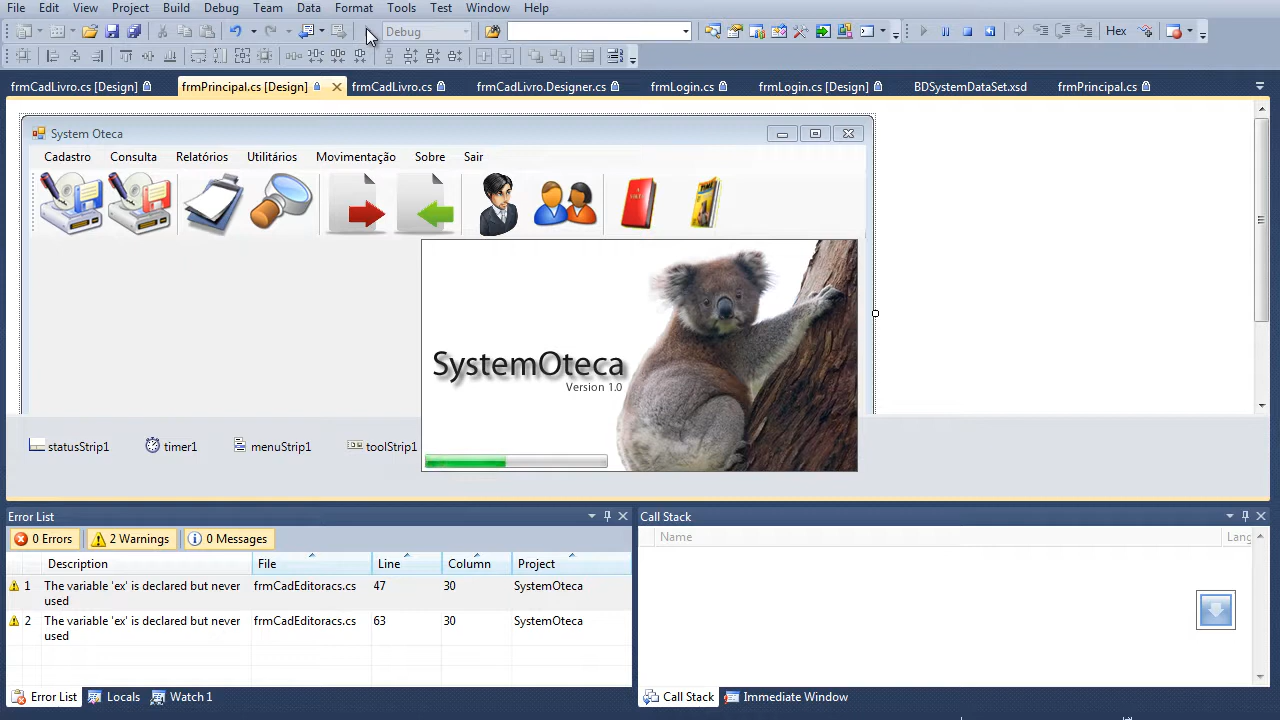 File Edit View Project Build Debug Team Data Format Tools Test Window Help
Debug Hex
frmCadLivro.cs [Design] frmPrincipal.cs [Design] frmCadLivro.cs frmCadLivro.Designer.cs frmLogin.cs frmLogin.cs [Design] BDSystemDataSet.xsd frmPrincipal.cs
System Oteca
Cadastro Consulta Relatórios Utilitários Movimentação Sobre Sair
SystemOteca
Version 1.0
statusStrip1 timer1 menuStrip1 toolStrip1
Error List
0 Errors 2 Warnings 0 Messages
Description File Line Column Project
1 The variable 'ex' is declared but never used frmCadEditoracs.cs 47 30 SystemOteca
2 The variable 'ex' is declared but never used frmCadEditoracs.cs 63 30 SystemOteca
Error List Locals Watch 1
Call Stack
Name Lang
Call Stack Immediate Window